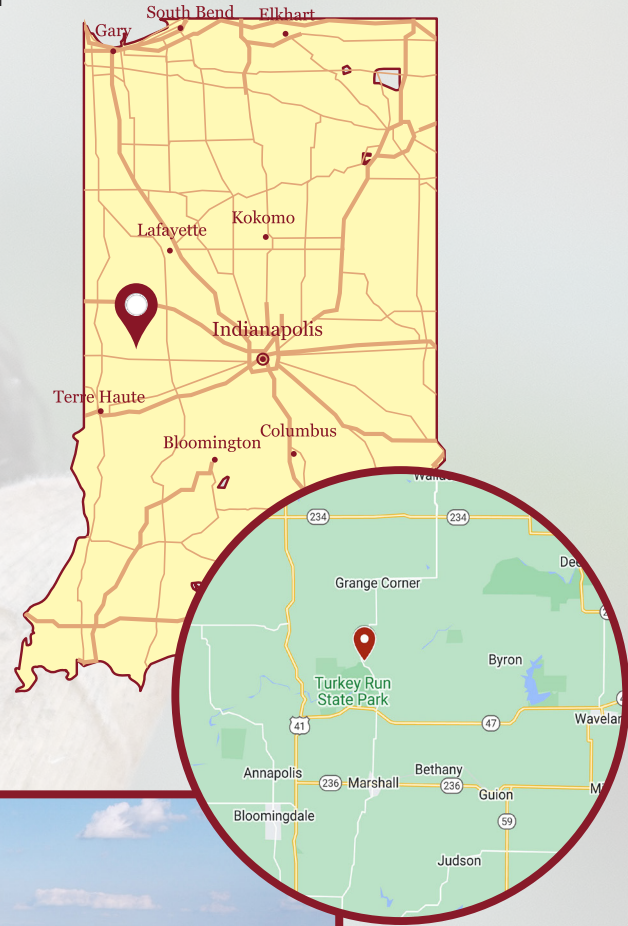 South Bend
Elkhart
Gary
Kokomo
Lafayette
Indianapolis
Terre Haute
Columbus
Bloomington
234
234
Grange Corner
Byron
Turkey Run
State Park
47
41
Annapolis
Bethany
236
Marshall
236
Guion
Bloomingdale
59
Judson